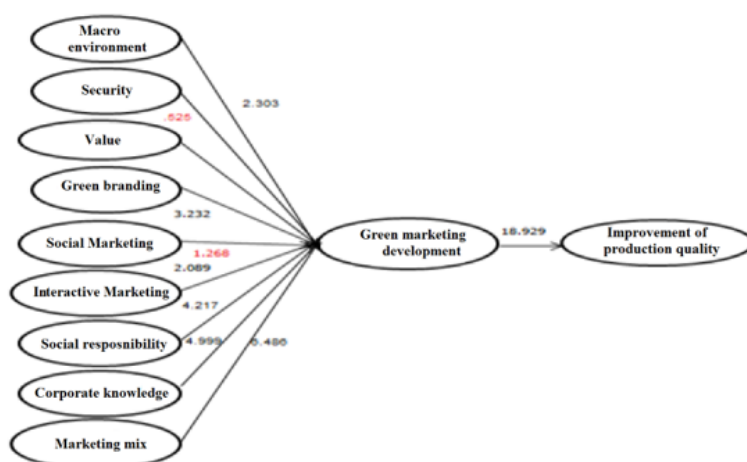 Macro
environment
Security
2.303
.525
Value
Green branding
3.232
Social Marketing
Green marketing
development
18.929
Improvement of
production quality
1.268
2.089
Interactive Marketing
4.217
Social resposnibility
4.999
Corporate knowledge
Marketing mix